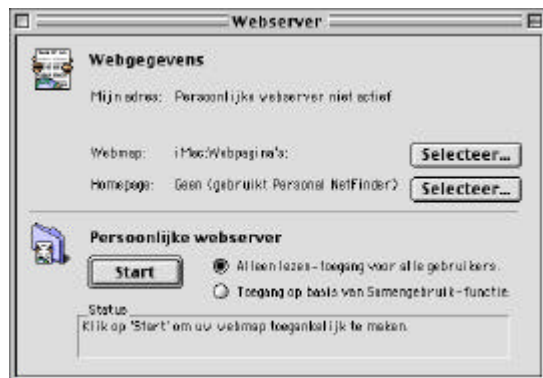 Webserver
Webgegevens
Mijn adres: Persoonlijke webserver niet actief
Webmap: iMac:Webpagina's:
Selecteer...
Homepage: Geen (gebruikt Personal NetFinder)
Selecteer...
Persoonlijke webserver
Start
Alleen lezen-toegang voor alle gebruikers.
Toegang op basis van Samengebruik-functie
Status
Klik op 'Start' om uw webmap toegankelijk te maken.